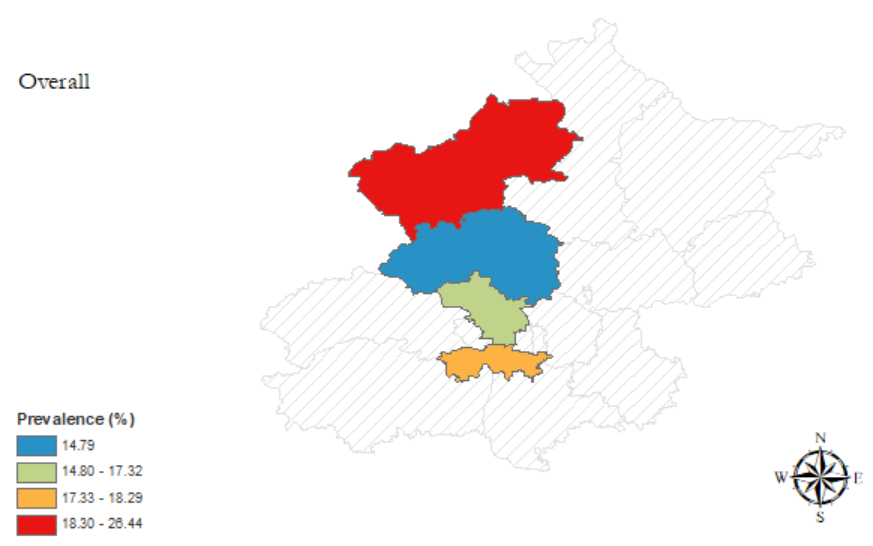 Overall
Prevalence (%)
14.79
14.80 - 17.32
17.33 - 18.29
18.30 - 26.44
N
W E
S